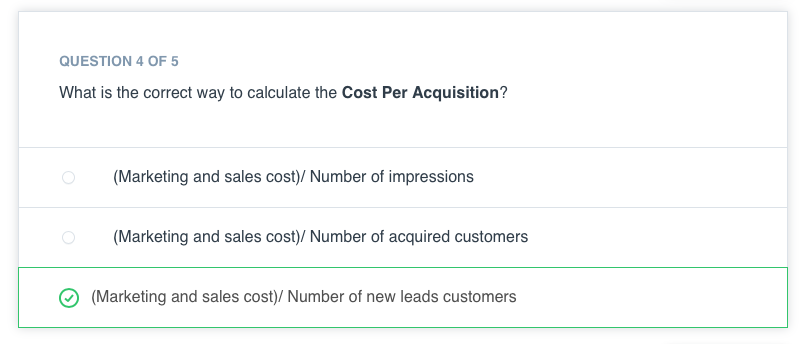 QUESTION 4 OF 5
What is the correct way to calculate the Cost Per Acquisition?
(Marketing and sales cost)/ Number of impressions
(Marketing and sales cost)/ Number of acquired customers
(Marketing and sales cost)/ Number of new leads customers